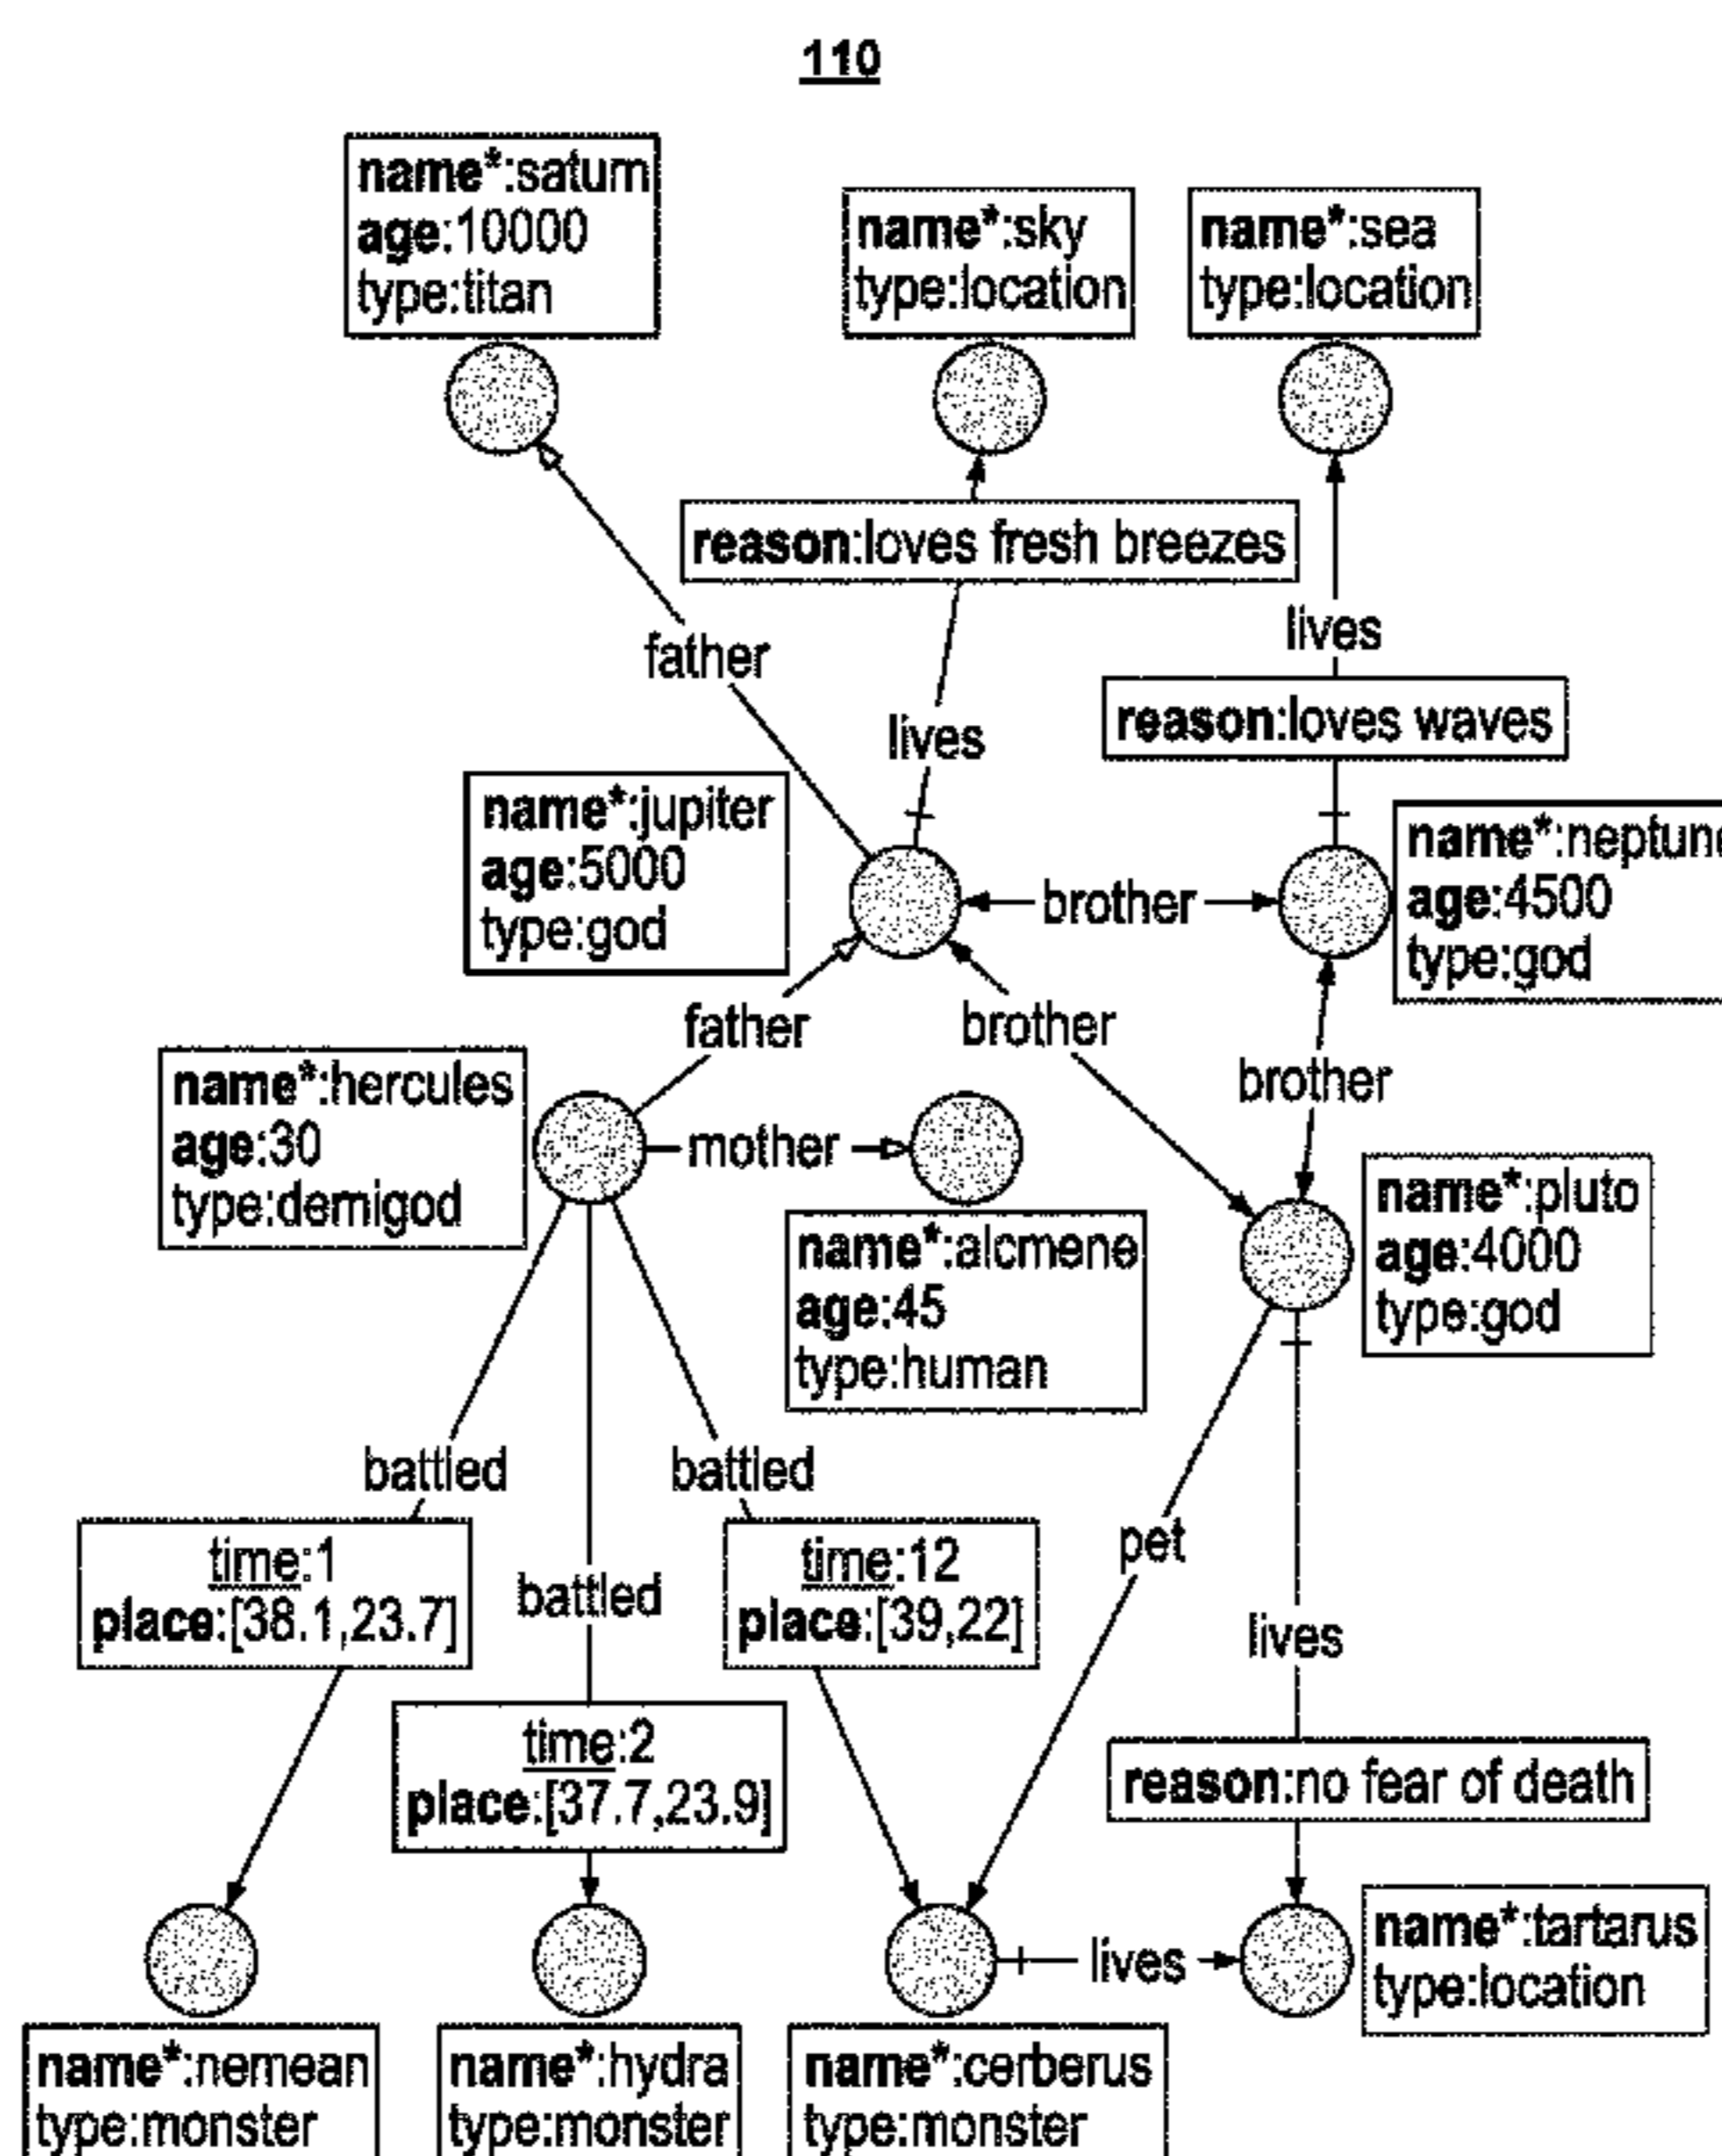 110
name*:saturn
age:10000
type:titan
name*:sky
type:location
name*:sea
type:location
reason:loves fresh breezes
father
lives
lives
reason:loves waves
name*:jupiter
age:5000
type:god
brother
name*:neptune
age:4500
type:god
father
brother
brother
name*:hercules
age:30
type:demigod
mother
name*:alcmene
age:45
type:human
name*:pluto
age:4000
type:god
battled
battled
battled
time:1
place:[38.1,23.7]
time:12
place:[39,22]
pet
lives
time:2
place:[37.7,23.9]
reason:no fear of death
lives
name*:tartarus
type:location
name*:nemean
type:monster
name*:hydra
type:monster
name*:cerberus
type:monster